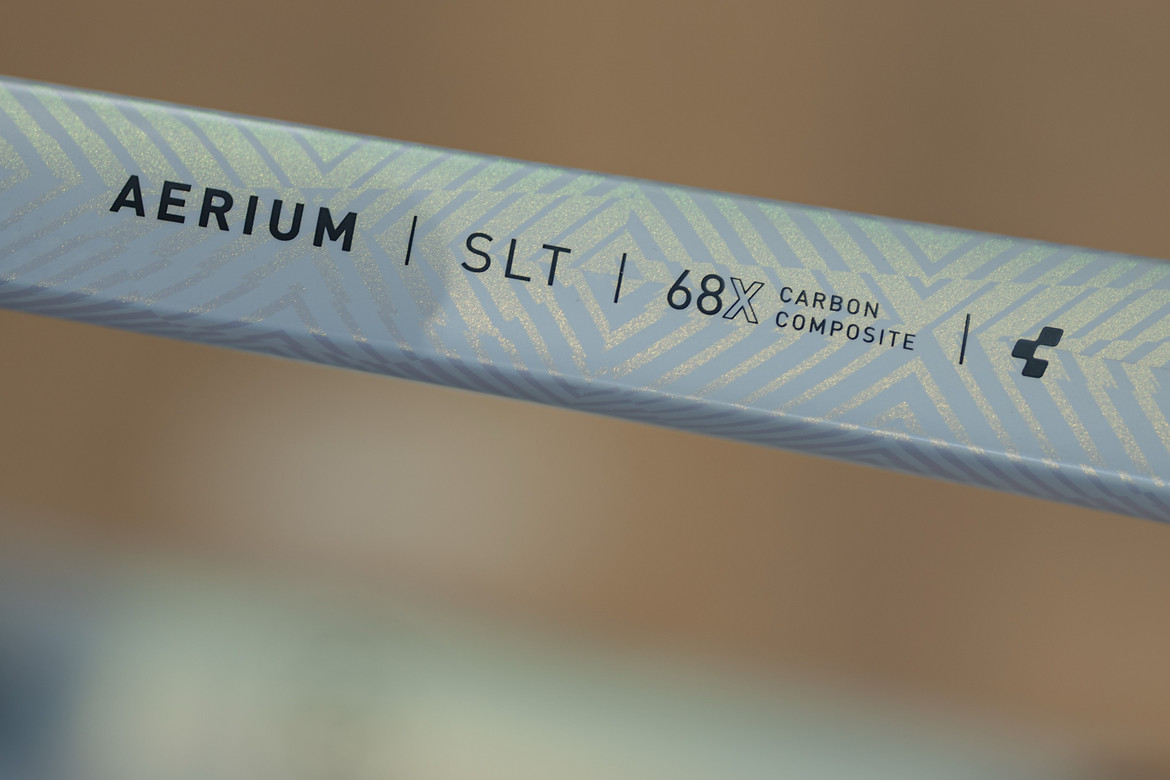 AERIUM | SLT | 68X CARBON
COMPOSITE |